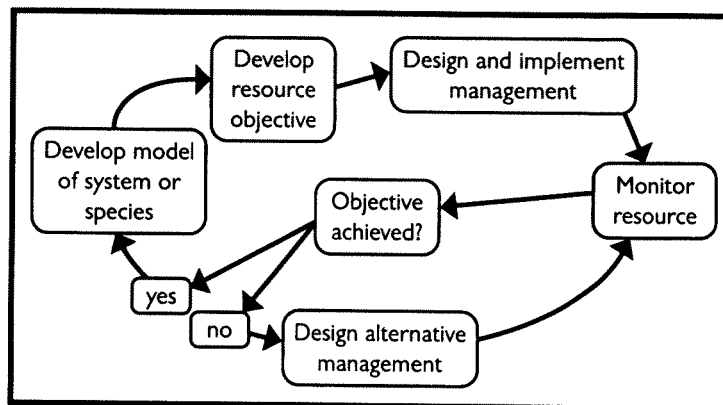 Develop
resource
objective
Design and implement
management
Develop model
of system or
species
Objective
achieved?
Monitor
resource
yes
no
Design alternative
management